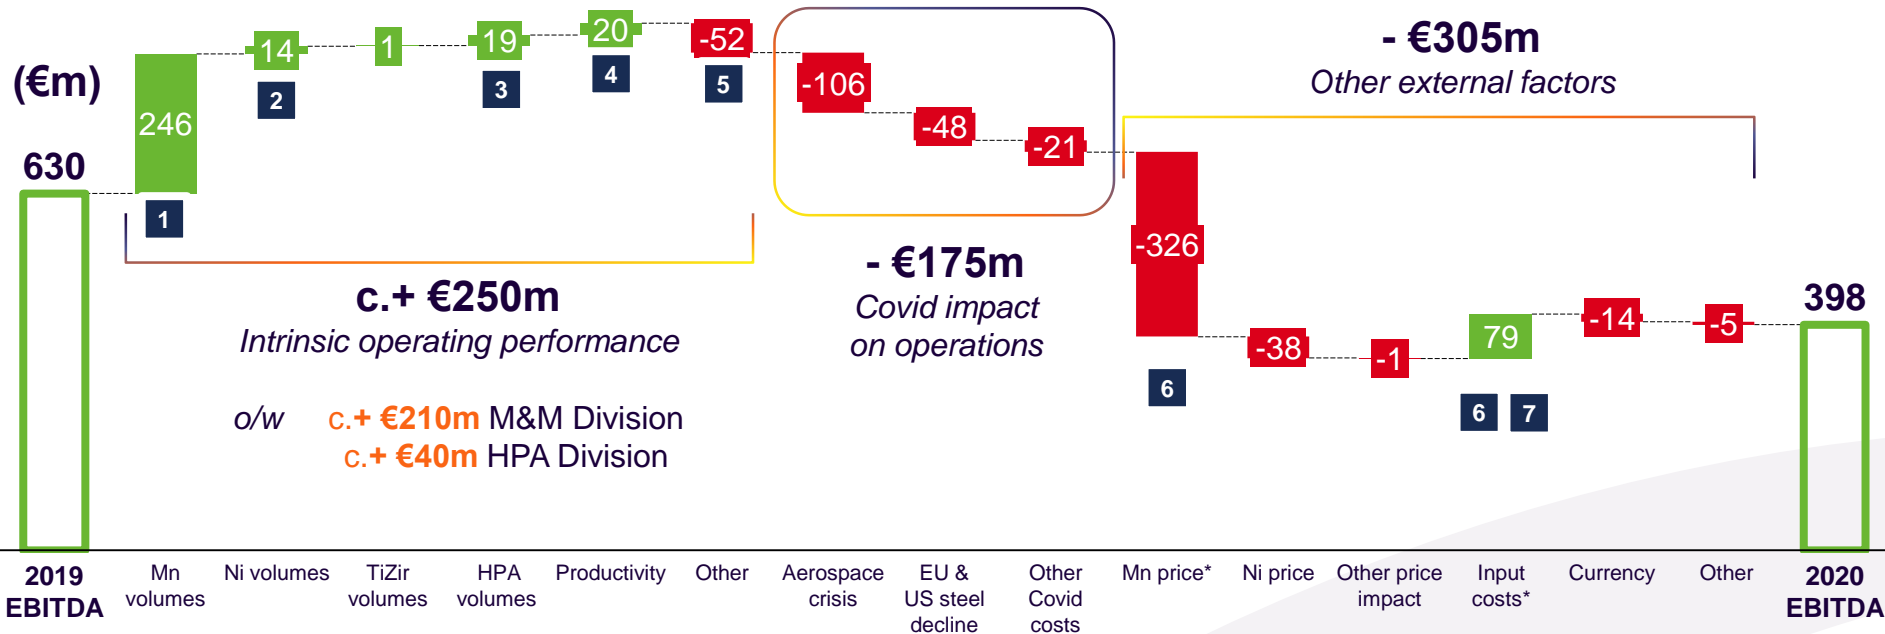 (€m)
630
246
14
1
19
20
-52
-106
-48
-21
- €305m
Other external factors
1
2
3
4
5
c.+ €250m
Intrinsic operating performance
o/w c.+ €210m M&M Division
c.+ €40m HPA Division
- €175m
Covid impact
on operations
-326
-38
-1
79
-14
-5
398
6
6 7
2019
EBITDA
Mn
volumes
Ni volumes
TiZir
volumes
HPA
volumes
Productivity
Other
Aerospace
crisis
EU &
US steel
decline
Other
Covid
costs
Mn price*
Ni price
Other price
impact
Input
costs*
Currency
Other
2020
EBITDA